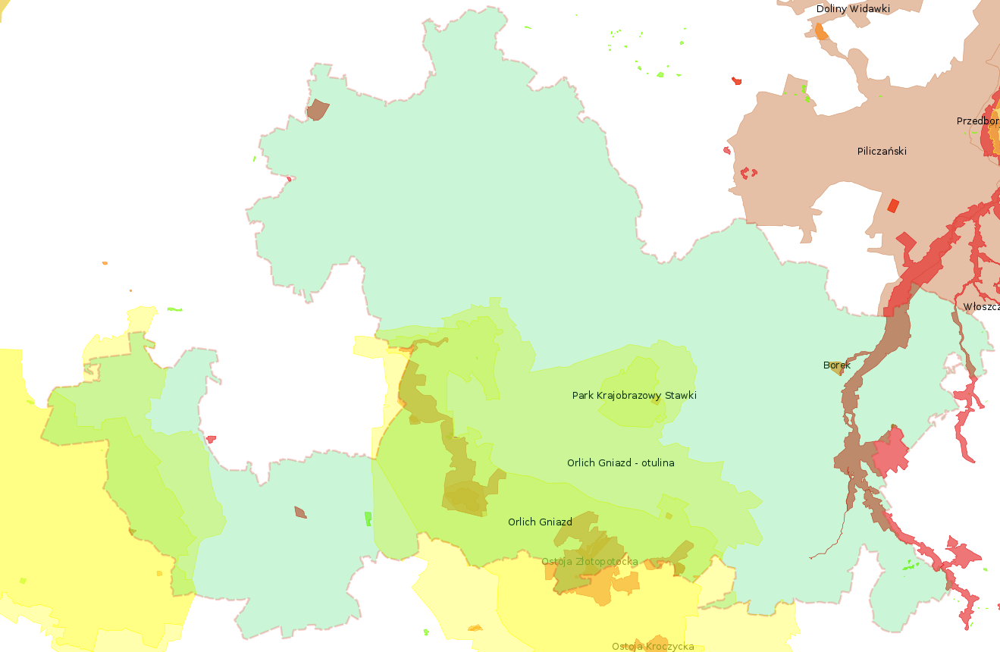 Doliny Widawki
Przedbor
Piliczański
Włoszcz
Borek
Park Krajobrazowy Stawki
Orlich Gniazd - otulina
Orlich Gniazd
Ostoja Złotopotocka
Ostoja Kroczycka